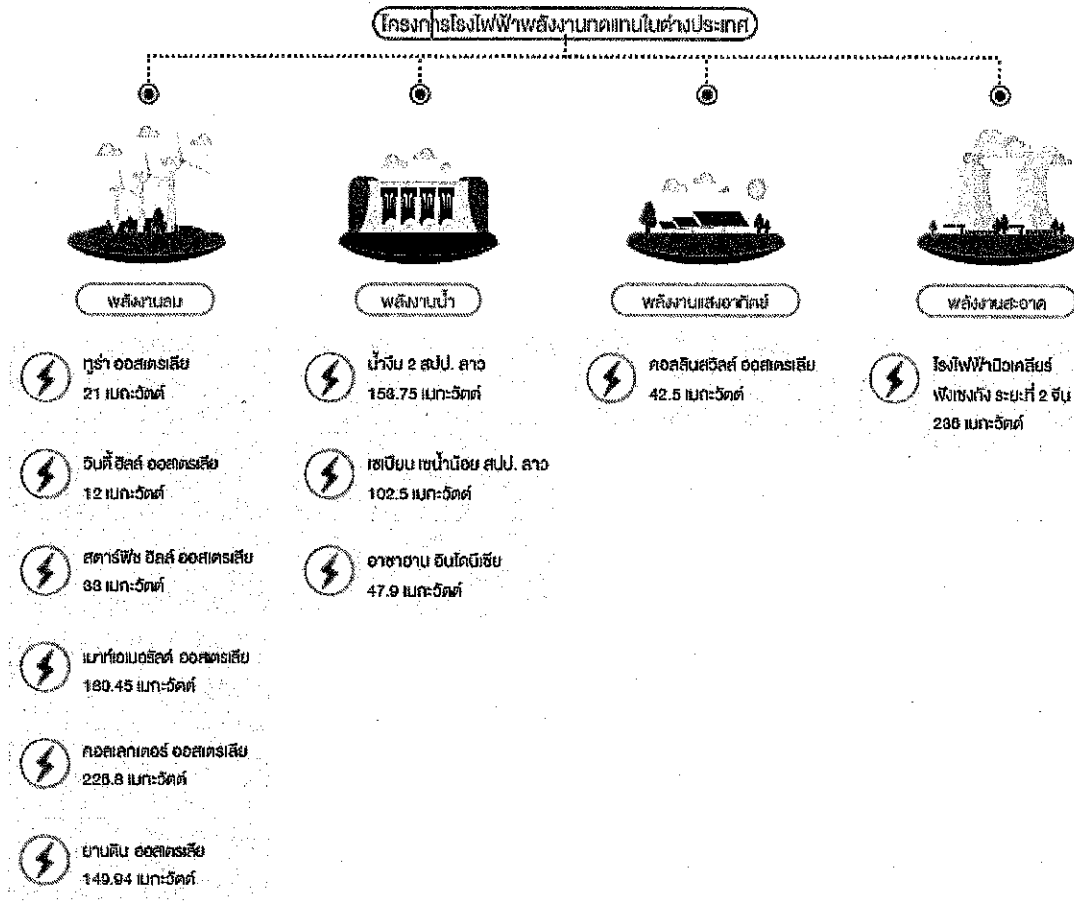 โครงการโรงไฟฟ้าพลังงานทดแทนในต่างประเทศ
พลังงานลม
ทูร่า ออสเตรเลีย
21 เมกะวัตต์
วินดี้ ฮิลล์ ออสเตรเลีย
12 เมกะวัตต์
สตาร์ฟิช ฮิลล์ ออสเตรเลีย
33 เมกะวัตต์
เมาท์เอเมอรัลด์ ออสเตรเลีย
180.45 เมกะวัตต์
คอลเลกเตอร์ ออสเตรเลีย
226.8 เมกะวัตต์
ยานดิน ออสเตรเลีย
149.94 เมกะวัตต์
พลังงานน้ำ
น้ำงึม 2 สปป. ลาว
153.75 เมกะวัตต์
เซเปียน เซน้ำน้อย สปป. ลาว
102.5 เมกะวัตต์
อาซาฮาน อินโดนีเซีย
47.9 เมกะวัตต์
พลังงานแสงอาทิตย์
คอลลินสวิลล์ ออสเตรเลีย
42.5 เมกะวัตต์
พลังงานสะอาด
โรงไฟฟ้านิวเคลียร์
ฟังเชงกัง ระยะที่ 2 จีน
236 เมกะวัตต์